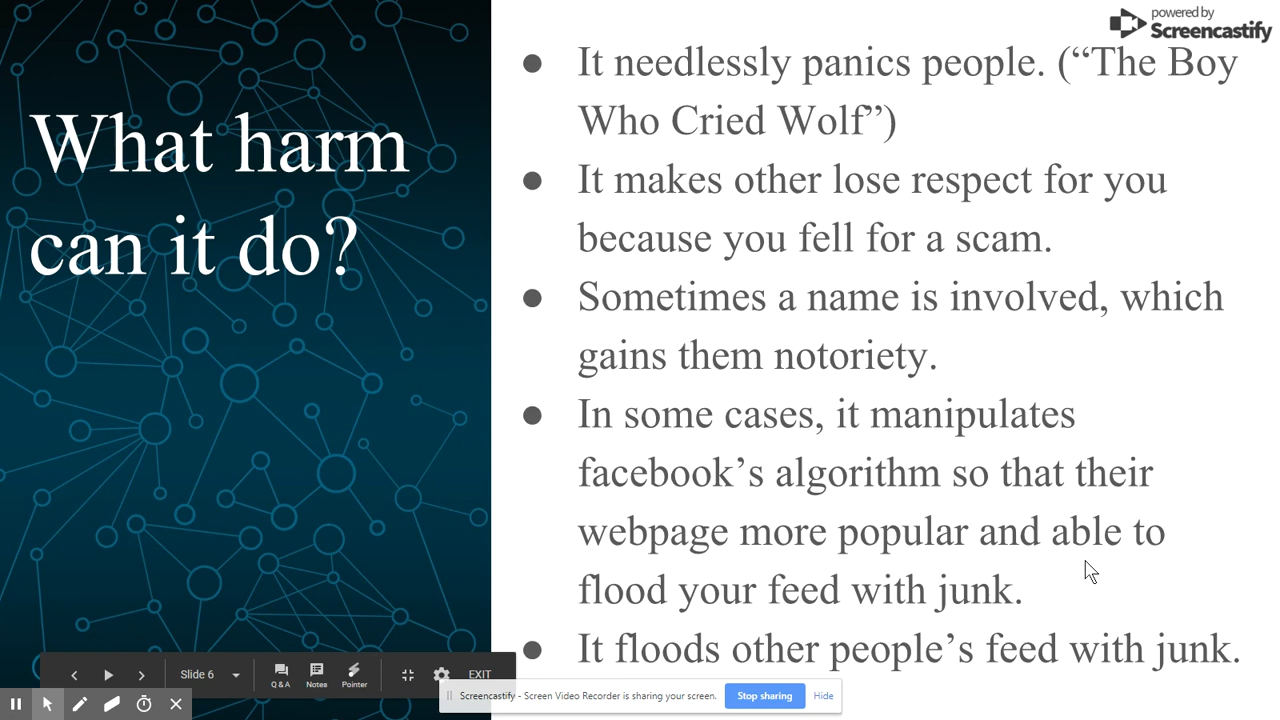 powered by
Screencastify
What harm
can it do?
● It needlessly panics people. (“The Boy
Who Cried Wolf”)
● It makes other lose respect for you
because you fell for a scam.
● Sometimes a name is involved, which
gains them notoriety.
● In some cases, it manipulates
facebook’s algorithm so that their
webpage more popular and able to
flood your feed with junk.
● It floods other people’s feed with junk.
Slide 6
Q & A
Notes
Pointer
EXIT
Screencastify - Screen Video Recorder is sharing your screen.
Stop sharing
Hide